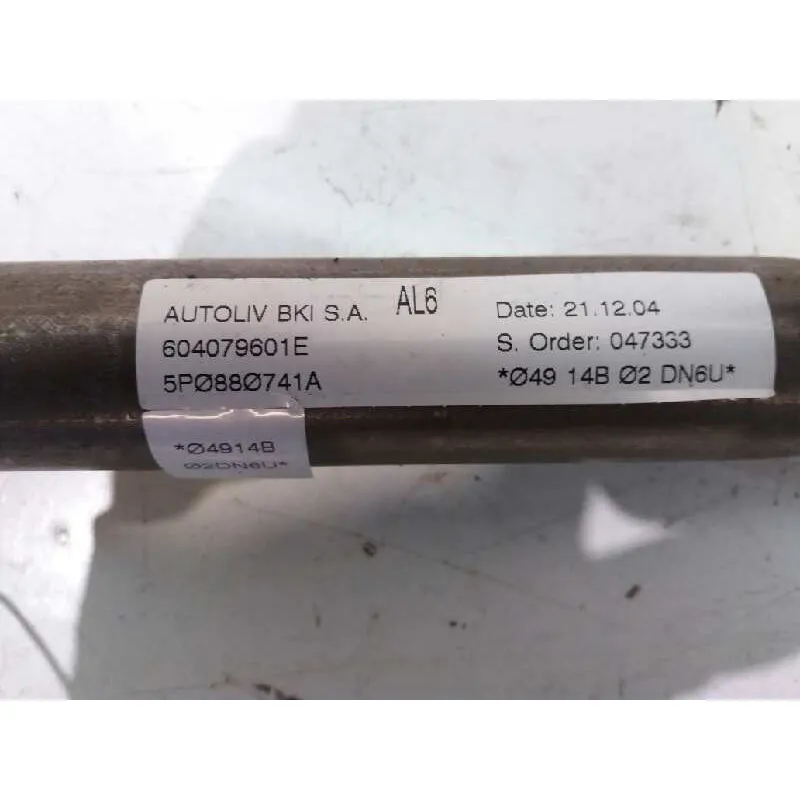 AUTOLIV BKI S.A. AL6
604079601E
5PØ88Ø741A
Date: 21.12.04
S. Order: 047333
*Ø49 14B Ø2 DN6U*
*Ø4914B
Ø2DN6U*